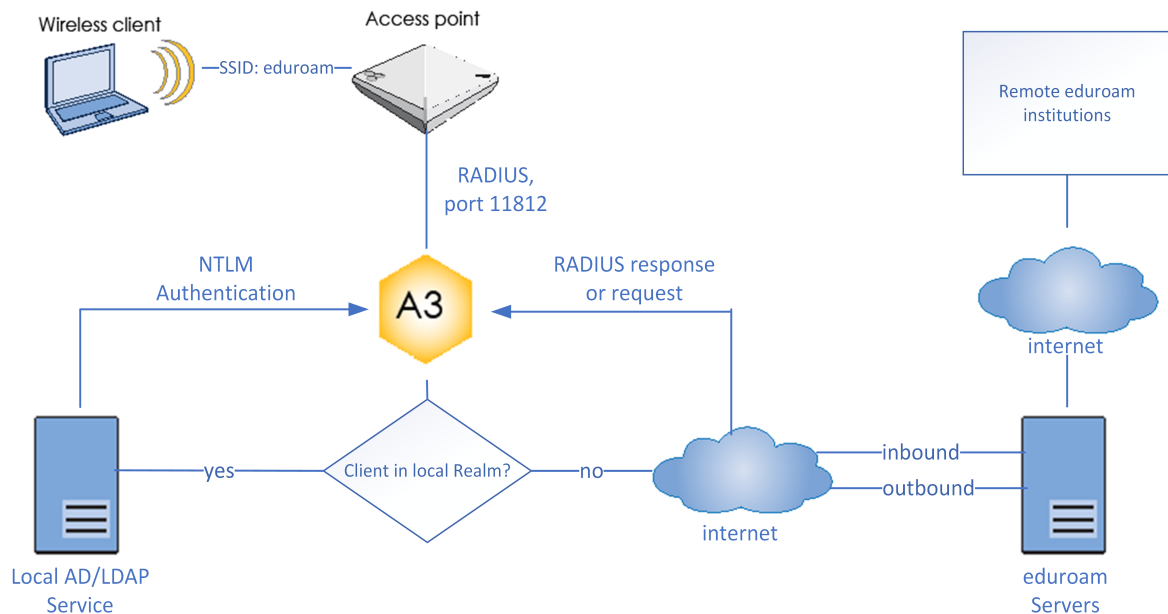 Wireless client
Access point
SSID: eduroam
Remote eduroam
institutions
RADIUS,
port 11812
NTLM
Authentication
RADIUS response
or request
A3
internet
yes
Client in local Realm?
no
inbound
outbound
internet
Local AD/LDAP
Service
eduroam
Servers